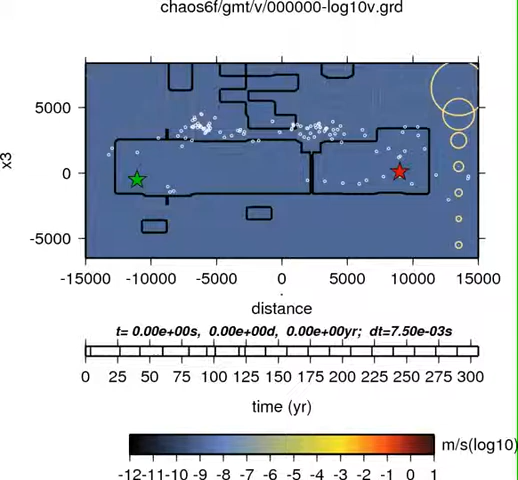 chaos6f/gmt/v/000000-log10v.grd
x3
5000
0
-5000
-15000 -10000 -5000 0 5000 10000 15000
distance
t= 0.00e+00s, 0.00e+00d, 0.00e+00yr; dt=7.50e-03s
0 25 50 75 100 125 150 175 200 225 250 275 300
time (yr)
m/s(log10)
-12-11-10 -9 -8 -7 -6 -5 -4 -3 -2 -1 0 1